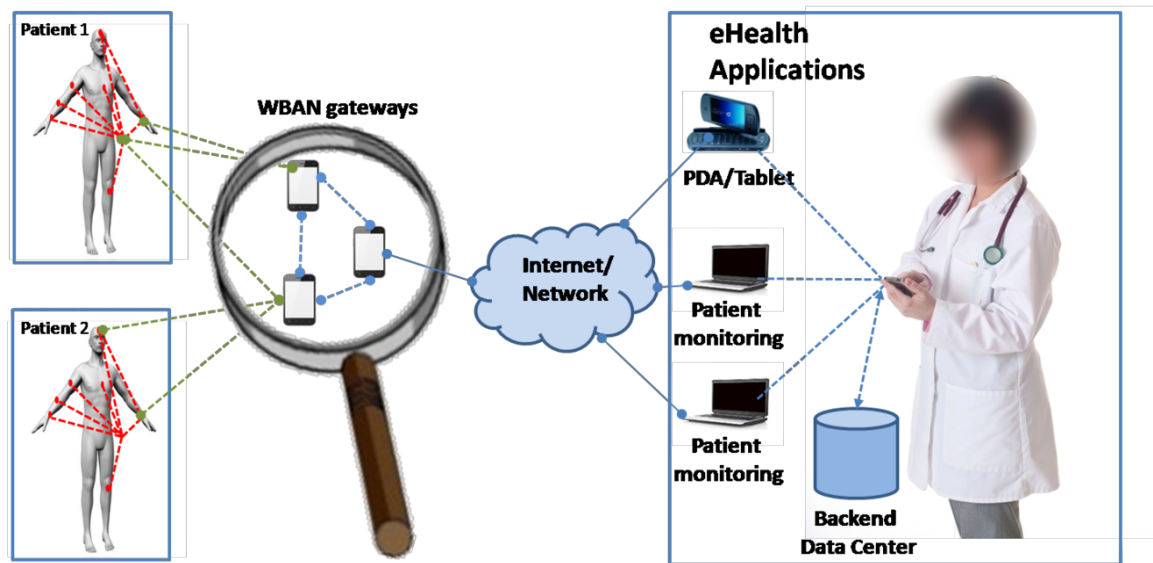 Patient 1
WBAN gateways
Patient 2
Internet/
Network
eHealth
Applications
PDA/Tablet
Patient
monitoring
Patient
monitoring
Backend
Data Center